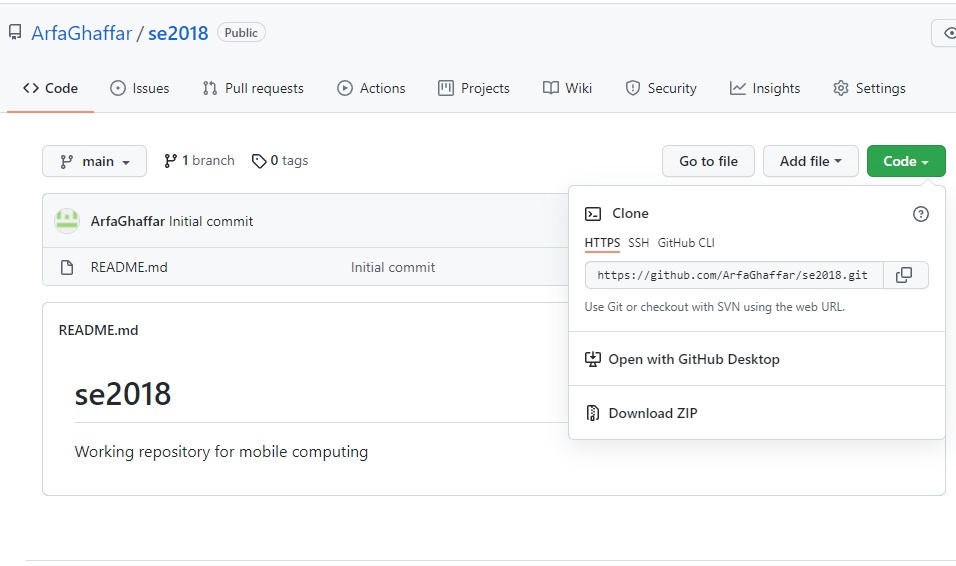 ArfaGhaffar / se2018 Public
Code Issues Pull requests Actions Projects Wiki Security Insights Settings
main 1 branch 0 tags Go to file Add file Code
ArfaGhaffar Initial commit
README.md Initial commit
Clone
HTTPS SSH GitHub CLI
https://github.com/ArfaGhaffar/se2018.git
Use Git or checkout with SVN using the web URL.
Open with GitHub Desktop
Download ZIP
README.md
se2018
Working repository for mobile computing